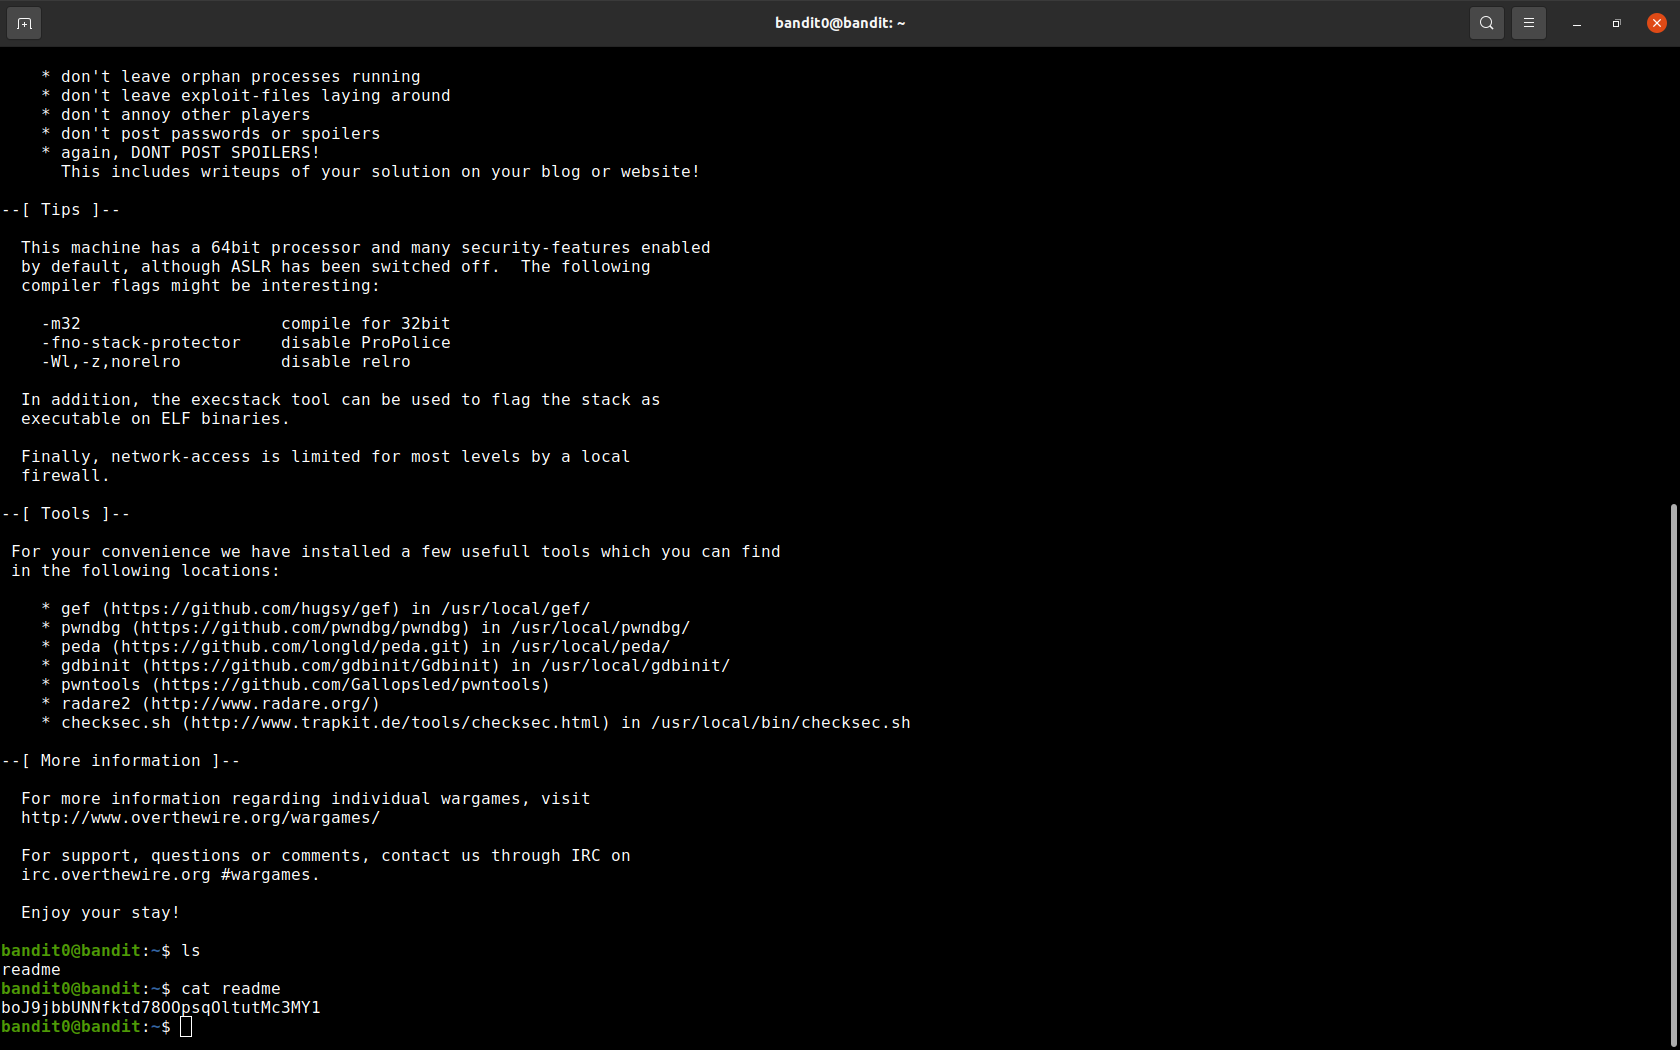 bandit0@bandit: ~
* don't leave orphan processes running
* don't leave exploit-files laying around
* don't annoy other players
* don't post passwords or spoilers
* again, DONT POST SPOILERS!
This includes writeups of your solution on your blog or website!
--[ Tips ]--
This machine has a 64bit processor and many security-features enabled
by default, although ASLR has been switched off.  The following
compiler flags might be interesting:
-m32                    compile for 32bit
-fno-stack-protector    disable ProPolice
-Wl,-z,norelro          disable relro
In addition, the execstack tool can be used to flag the stack as
executable on ELF binaries.
Finally, network-access is limited for most levels by a local
firewall.
--[ Tools ]--
For your convenience we have installed a few usefull tools which you can find
in the following locations:
* gef (https://github.com/hugsy/gef) in /usr/local/gef/
* pwndbg (https://github.com/pwndbg/pwndbg) in /usr/local/pwndbg/
* peda (https://github.com/longld/peda.git) in /usr/local/peda/
* gdbinit (https://github.com/gdbinit/Gdbinit) in /usr/local/gdbinit/
* pwntools (https://github.com/Gallopsled/pwntools)
* radare2 (http://www.radare.org/)
* checksec.sh (http://www.trapkit.de/tools/checksec.html) in /usr/local/bin/checksec.sh
--[ More information ]--
For more information regarding individual wargames, visit
http://www.overthewire.org/wargames/
For support, questions or comments, contact us through IRC on
irc.overthewire.org #wargames.
Enjoy your stay!
bandit0@bandit:~$ ls
readme
bandit0@bandit:~$ cat readme
boJ9jbbUNNfktd78OOpsqOltutMc3MY1
bandit0@bandit:~$